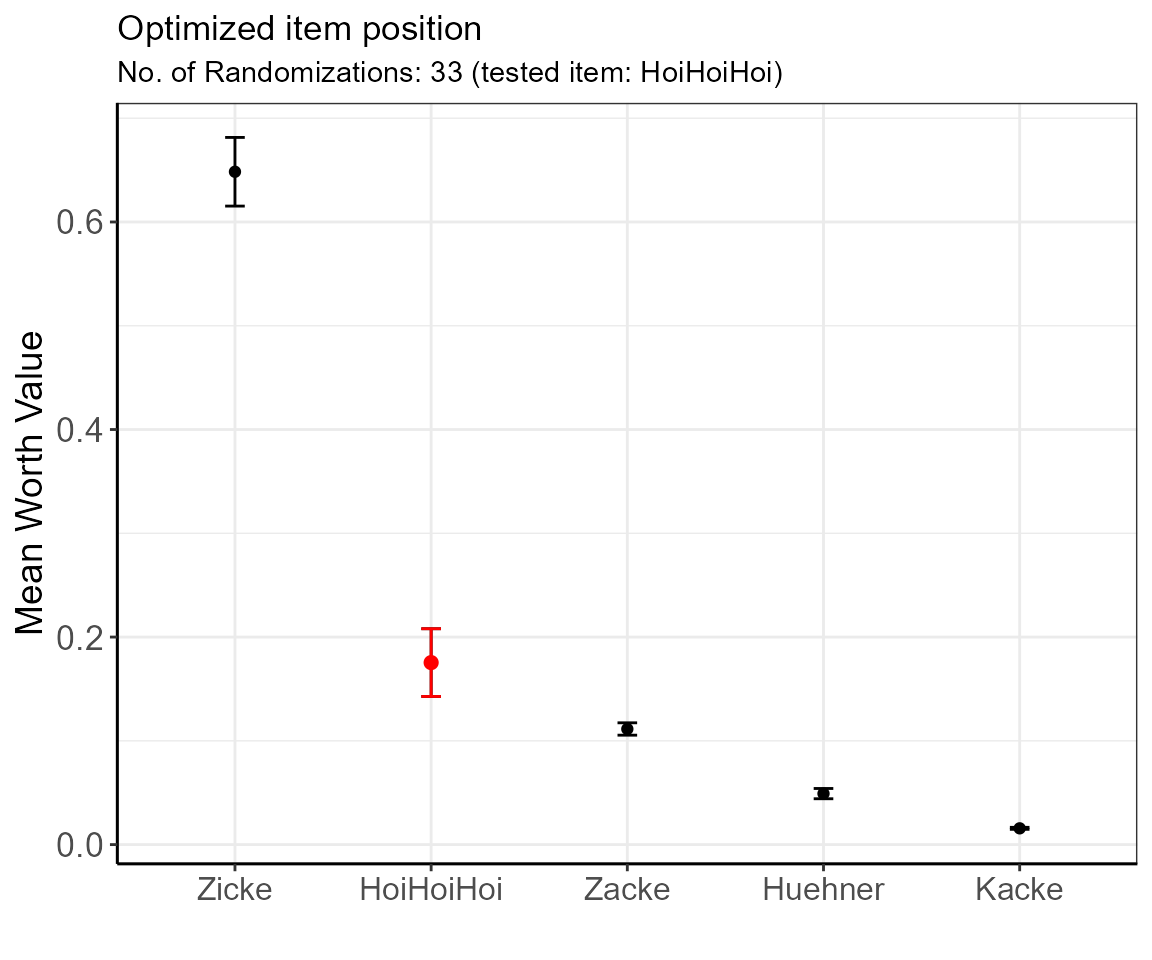 Optimized item position
No. of Randomizations: 33 (tested item: HoiHoiHoi)
Mean Worth Value
0.6
0.4
0.2
0.0
Zicke HoiHoiHoi Zacke Huehner Kacke